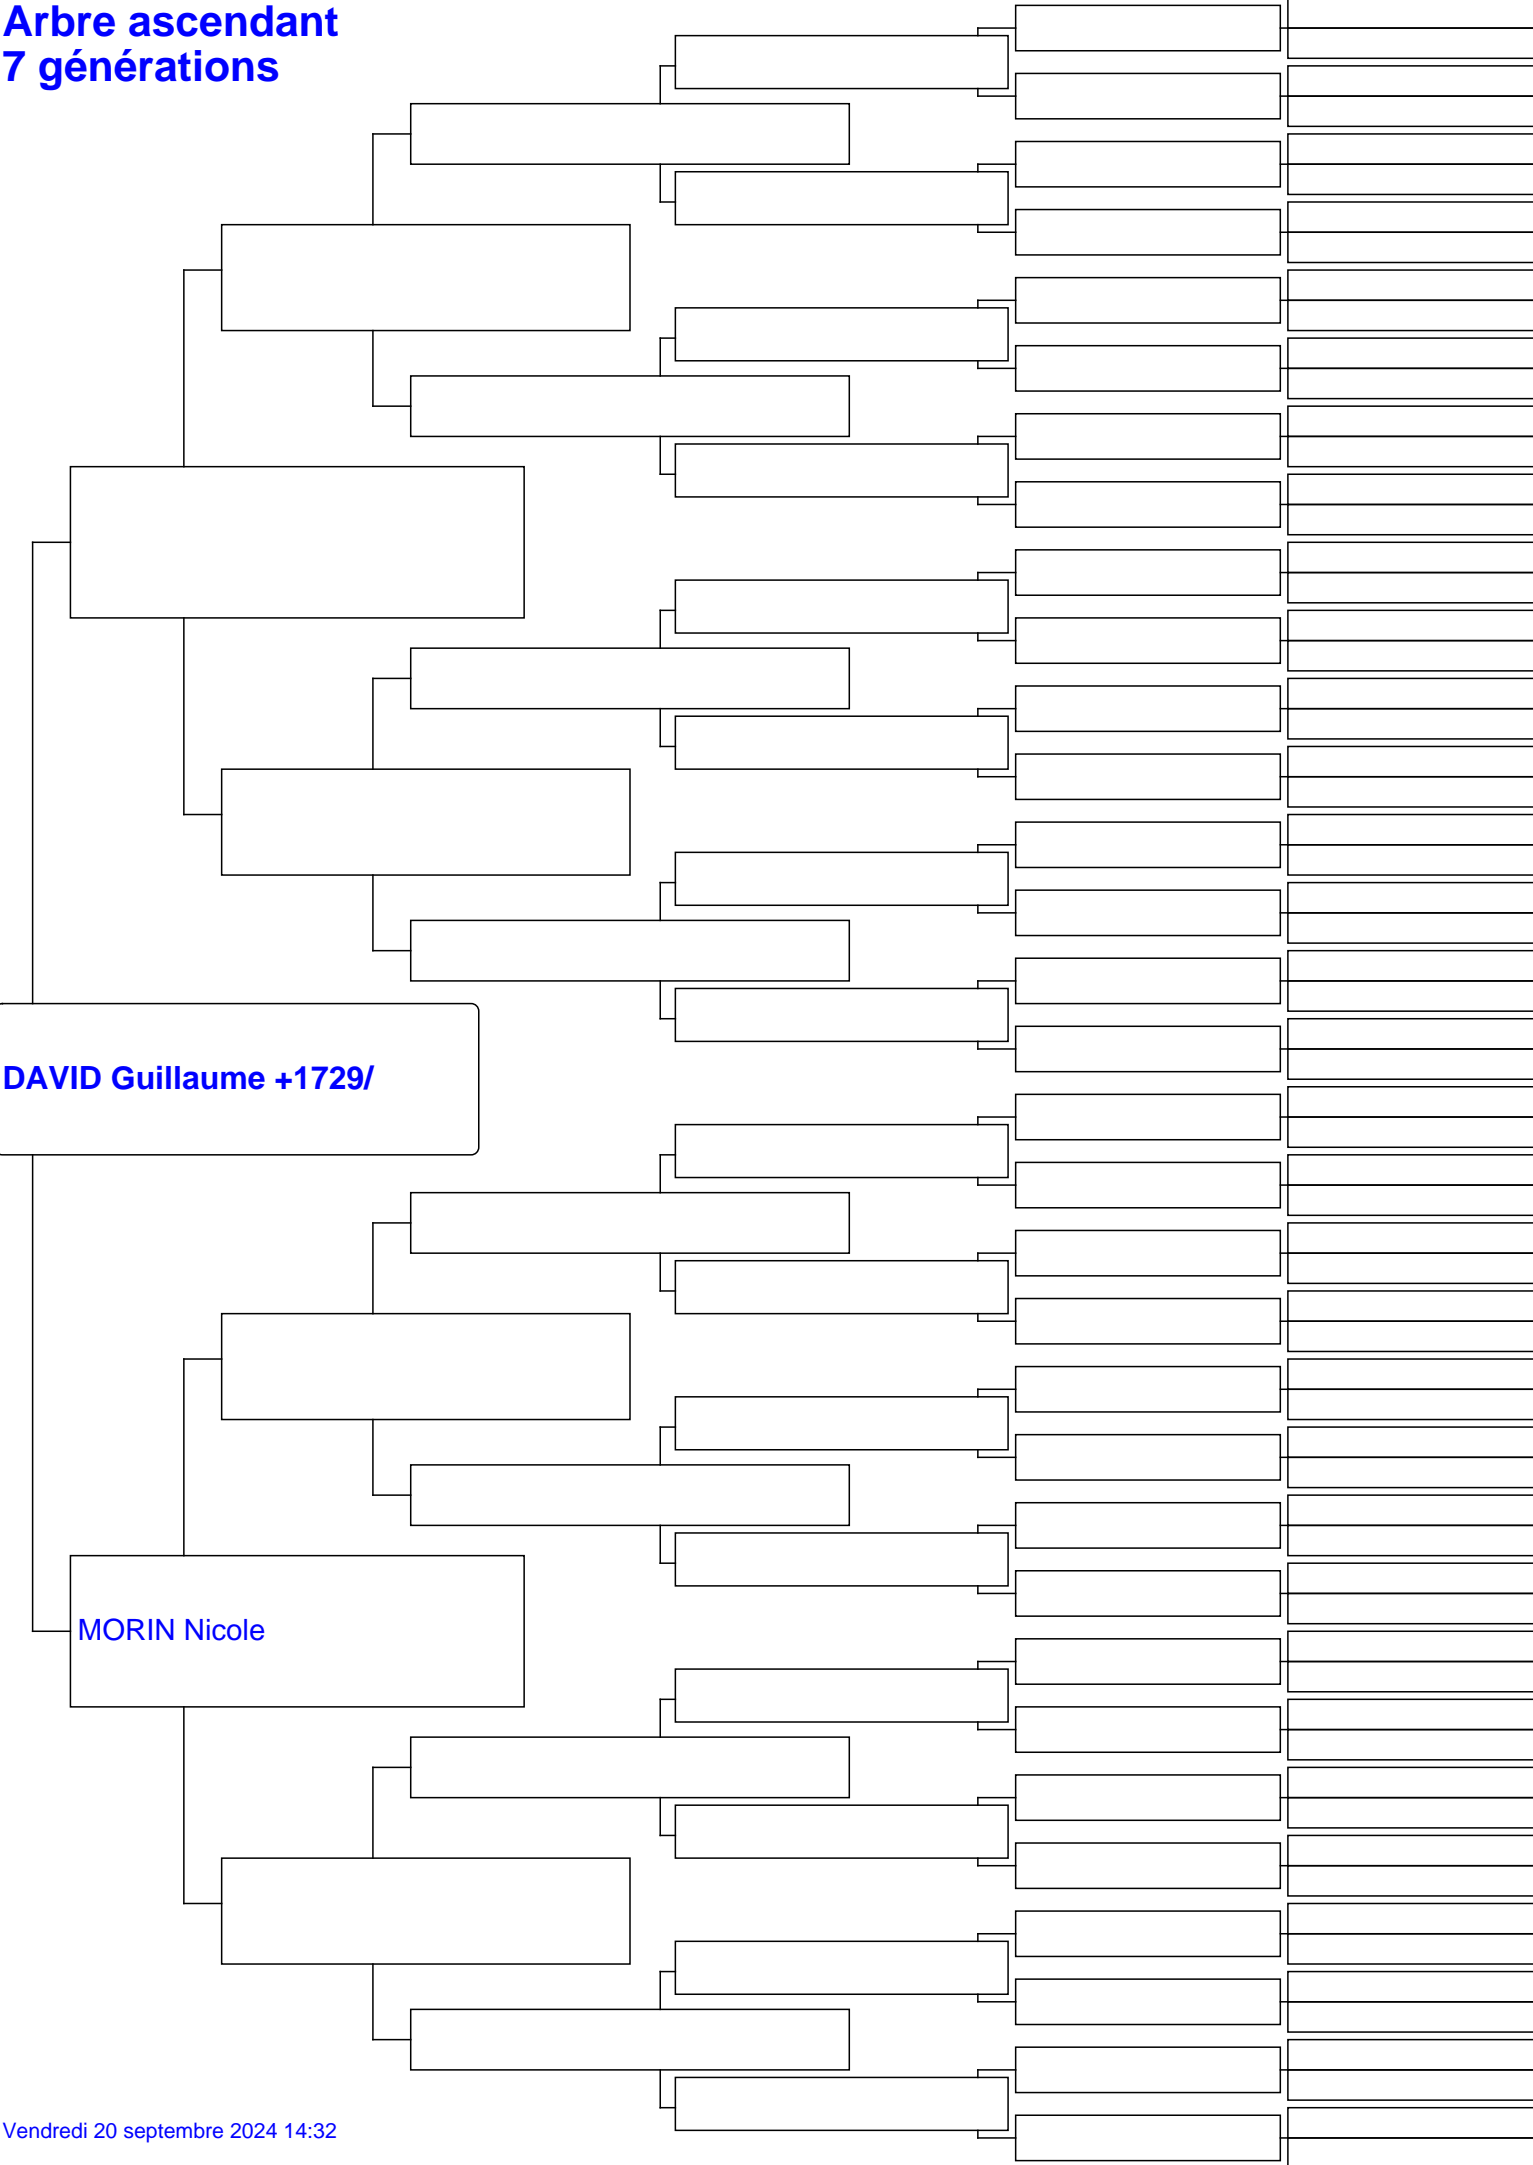 Arbre ascendant
7 générations
DAVID Guillaume +1729/
MORIN Nicole
Vendredi 20 septembre 2024 14:32